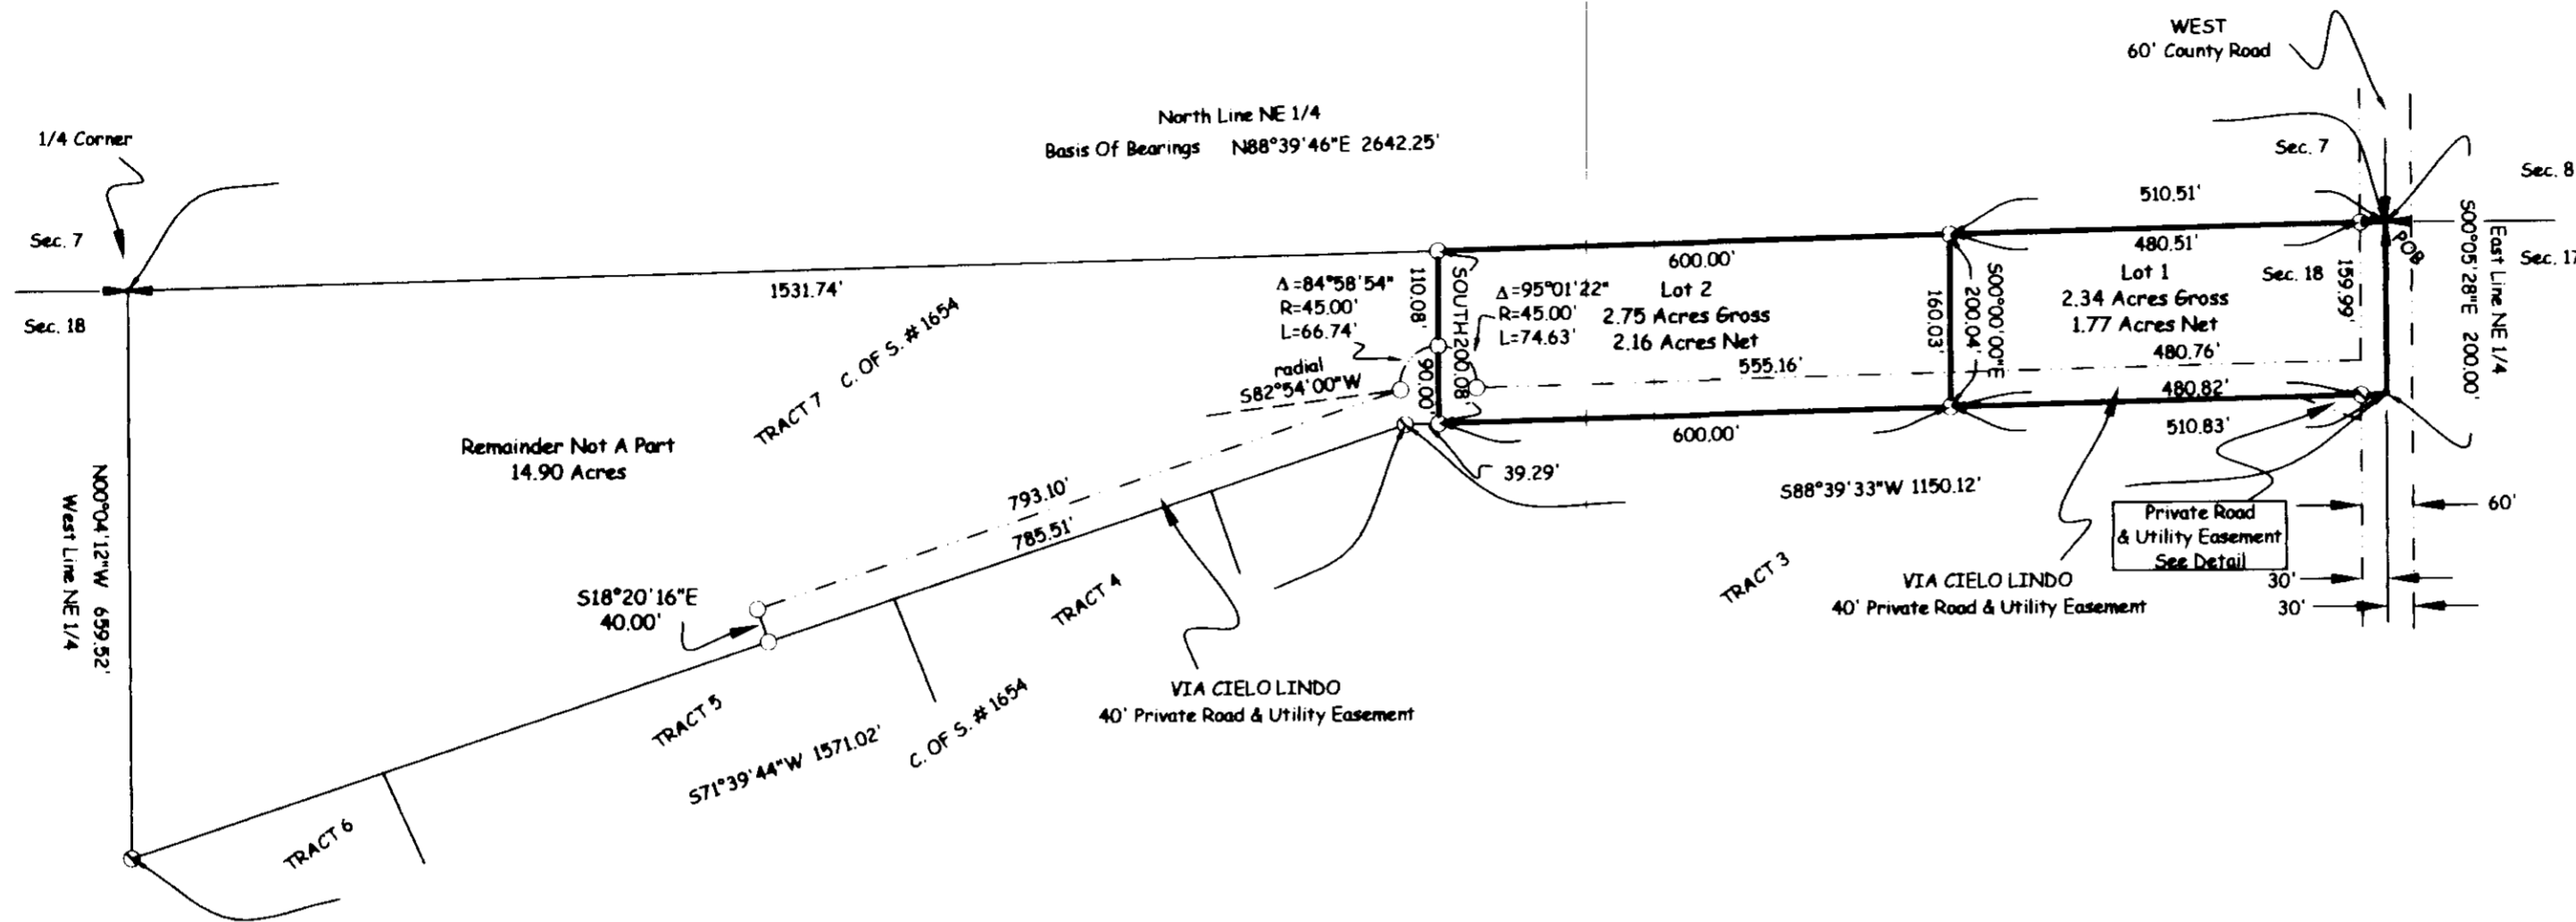 WEST
60' County Road
North Line NE 1/4
Basis Of Bearings N88°39'46"E 2642.25'
1/4 Corner
Sec. 7
Sec. 18
Sec. 7
Sec. 8
Sec. 18
Sec. 17
POB
S00°05'28"E 200.00'
East Line NE 1/4
510.51'
480.51'
Lot 1
2.34 Acres Gross
1.77 Acres Net
480.76'
159.99'
480.82'
510.83'
S00°00'00"E
200.04'
160.03'
600.00'
Lot 2
2.75 Acres Gross
2.16 Acres Net
555.16'
600.00'
Δ=95°01'22"
R=45.00'
L=74.63'
Δ=84°58'54"
R=45.00'
L=66.74'
radial
S82°54'00"W
110.08'
90.00'
SOUTH 200.08'
1531.74'
TRACT 7 C. OF S. # 1654
Remainder Not A Part
14.90 Acres
N00°04'12"W 659.52'
West Line NE 1/4
793.10'
785.51'
39.29'
S88°39'33"W 1150.12'
S18°20'16"E
40.00'
TRACT 3
TRACT 4
TRACT 5
TRACT 6
S71°39'44"W 1571.02'
C. OF S. # 1654
VIA CIELO LINDO
40' Private Road & Utility Easement
VIA CIELO LINDO
40' Private Road & Utility Easement
Private Road
& Utility Easement
See Detail
60'
30'
30'